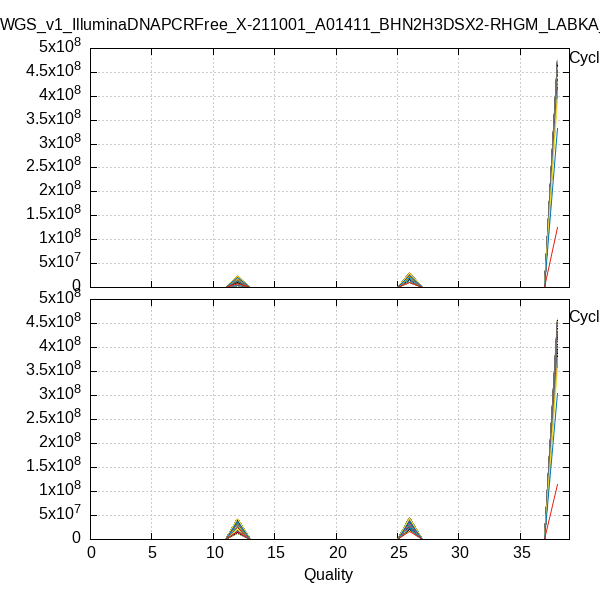 WGS_v1_IlluminaDNAPCRFree_X-211001_A01411_BHN2H3DSX2-RHGM_LABKA_
5x10^8
Cycl
4.5x10^8
4x10^8
3.5x10^8
3x10^8
2.5x10^8
2x10^8
1.5x10^8
1x10^8
5x10^7
0
5x10^8
Cycl
4.5x10^8
4x10^8
3.5x10^8
3x10^8
2.5x10^8
2x10^8
1.5x10^8
1x10^8
5x10^7
0
0 5 10 15 20 25 30 35
Quality